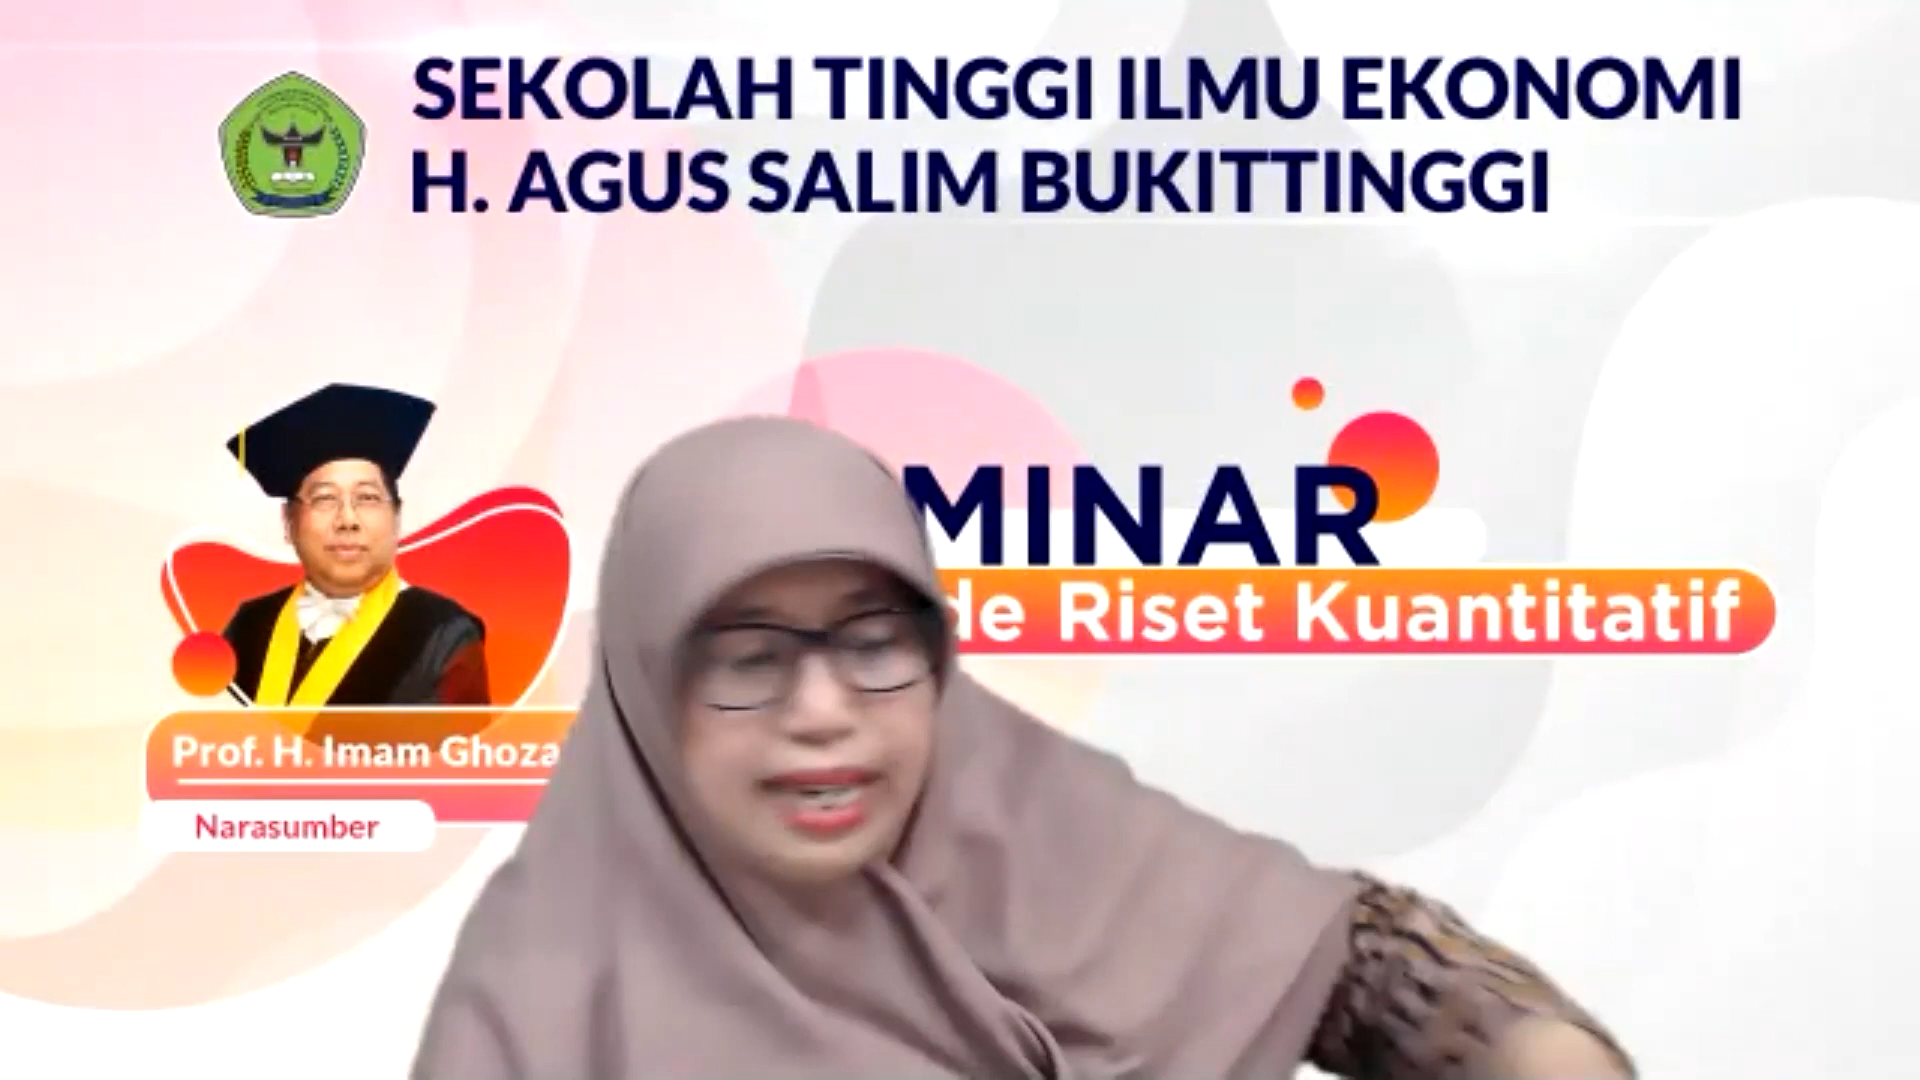 SEKOLAH TINGGI ILMU EKONOMI
H. AGUS SALIM BUKITTINGGI
MINAR
de Riset Kuantitatif
Prof. H. Imam Ghoza
Narasumber